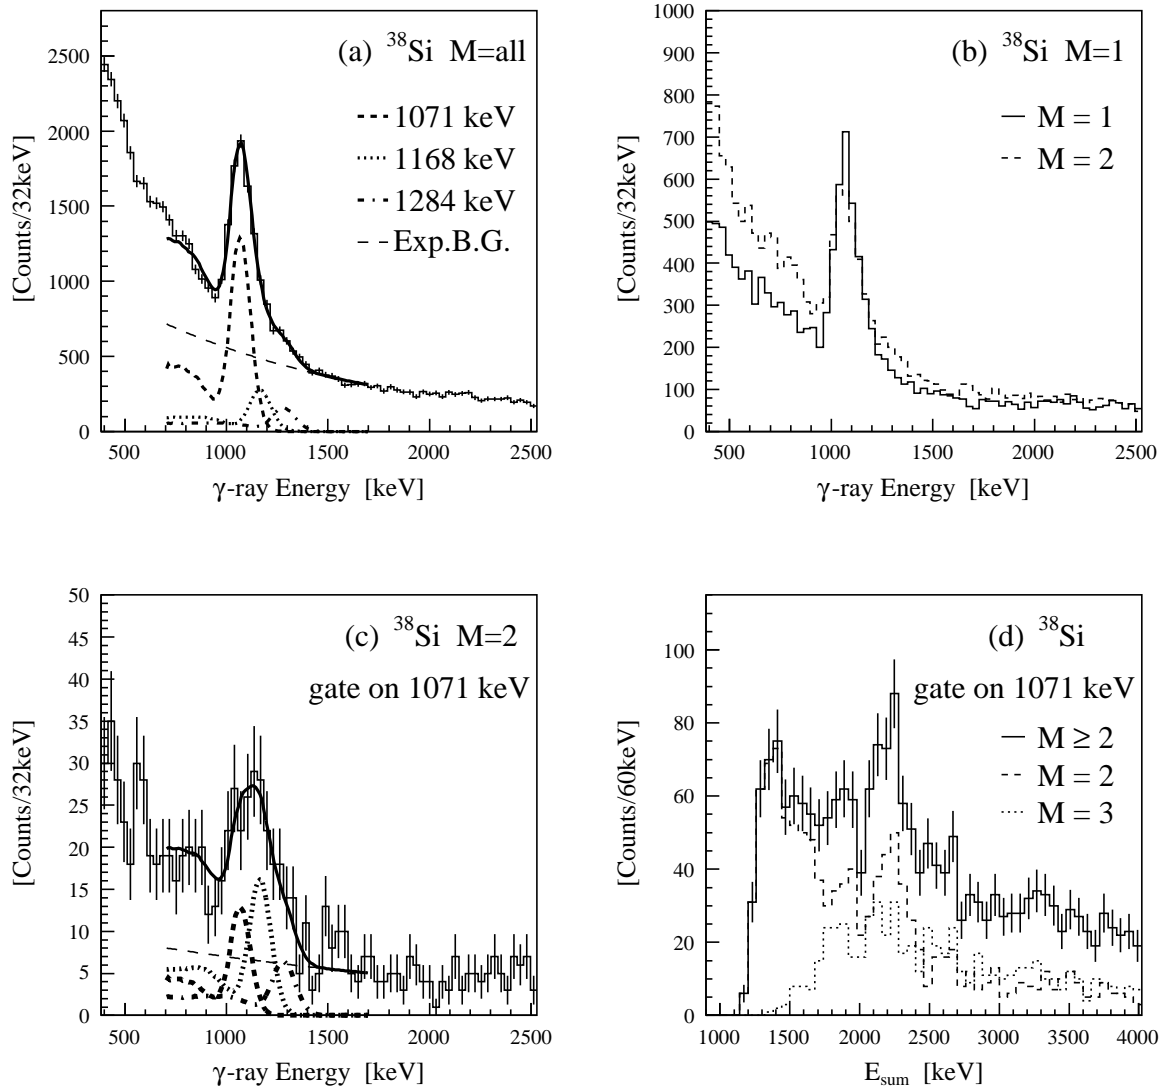 (a) ³⁸Si M=all
1071 keV
1168 keV
1284 keV
Exp.B.G.
[Counts/32keV]
2500
2000
1500
1000
500
0
500 1000 1500 2000 2500
γ-ray Energy [keV]
(b) ³⁸Si M=1
M = 1
M = 2
[Counts/32keV]
1000
900
800
700
600
500
400
300
200
100
0
500 1000 1500 2000 2500
γ-ray Energy [keV]
(c) ³⁸Si M=2
gate on 1071 keV
[Counts/32keV]
50
45
40
35
30
25
20
15
10
5
0
500 1000 1500 2000 2500
γ-ray Energy [keV]
(d) ³⁸Si
gate on 1071 keV
M ≥ 2
M = 2
M = 3
[Counts/60keV]
100
80
60
40
20
0
1000 1500 2000 2500 3000 3500 4000
E_sum [keV]